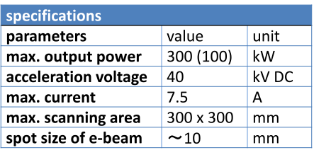 specifications
parameters value unit
max. output power 300 (100) kW
acceleration voltage 40 kV DC
max. current 7.5 A
max. scanning area 300 x 300 mm
spot size of e-beam ～10 mm